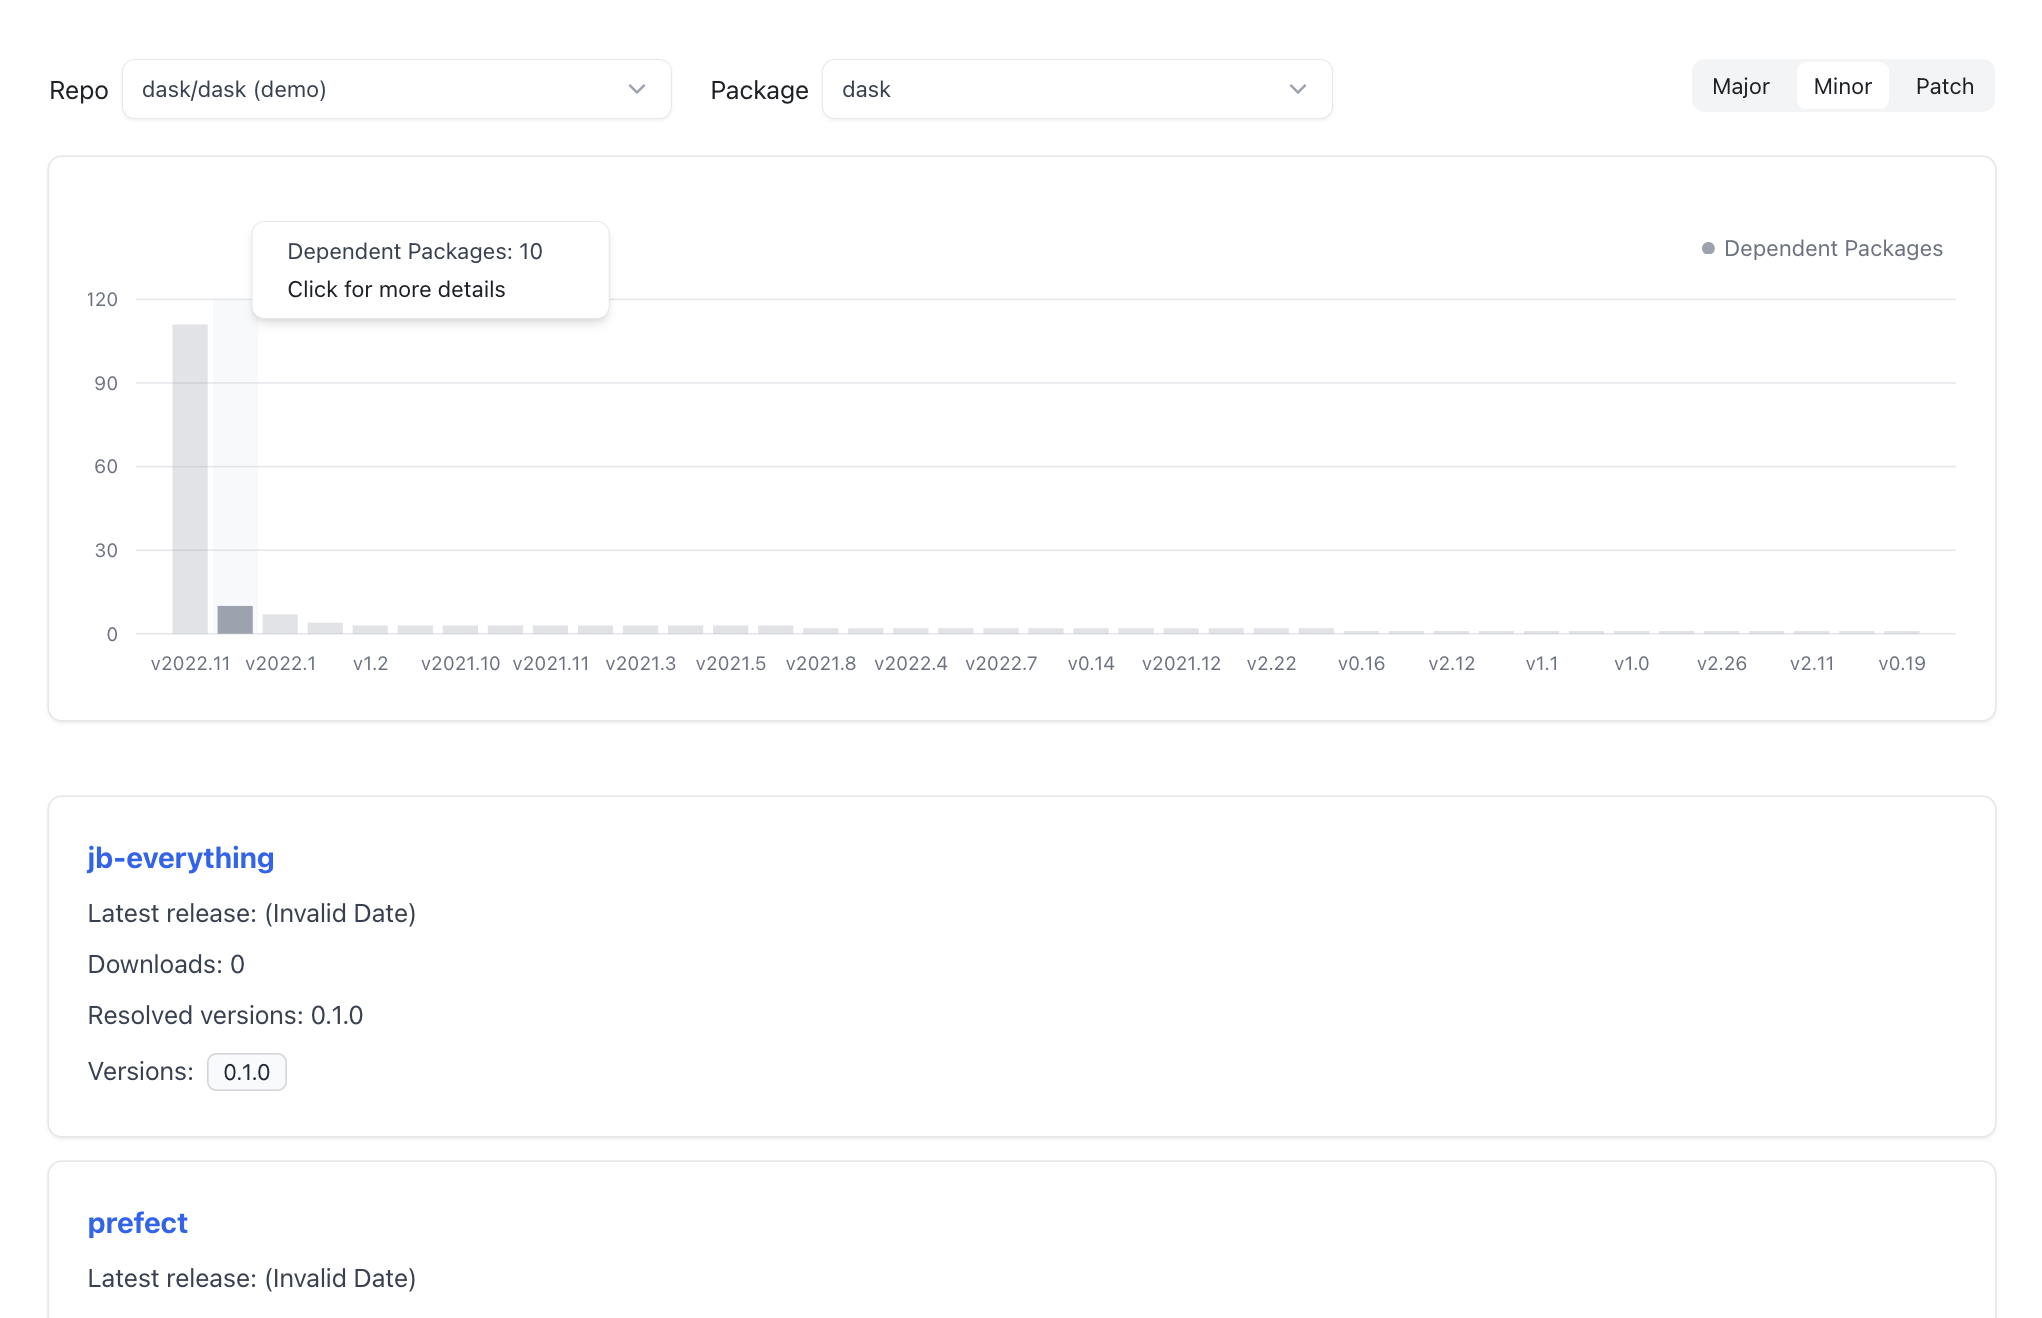 Repo dask/dask (demo) Package dask Major Minor Patch
Dependent Packages: 10
Click for more details
Dependent Packages
120
90
60
30
0
v2022.11 v2022.1 v1.2 v2021.10 v2021.11 v2021.3 v2021.5 v2021.8 v2022.4 v2022.7 v0.14 v2021.12 v2.22 v0.16 v2.12 v1.1 v1.0 v2.26 v2.11 v0.19
jb-everything
Latest release: (Invalid Date)
Downloads: 0
Resolved versions: 0.1.0
Versions: 0.1.0
prefect
Latest release: (Invalid Date)